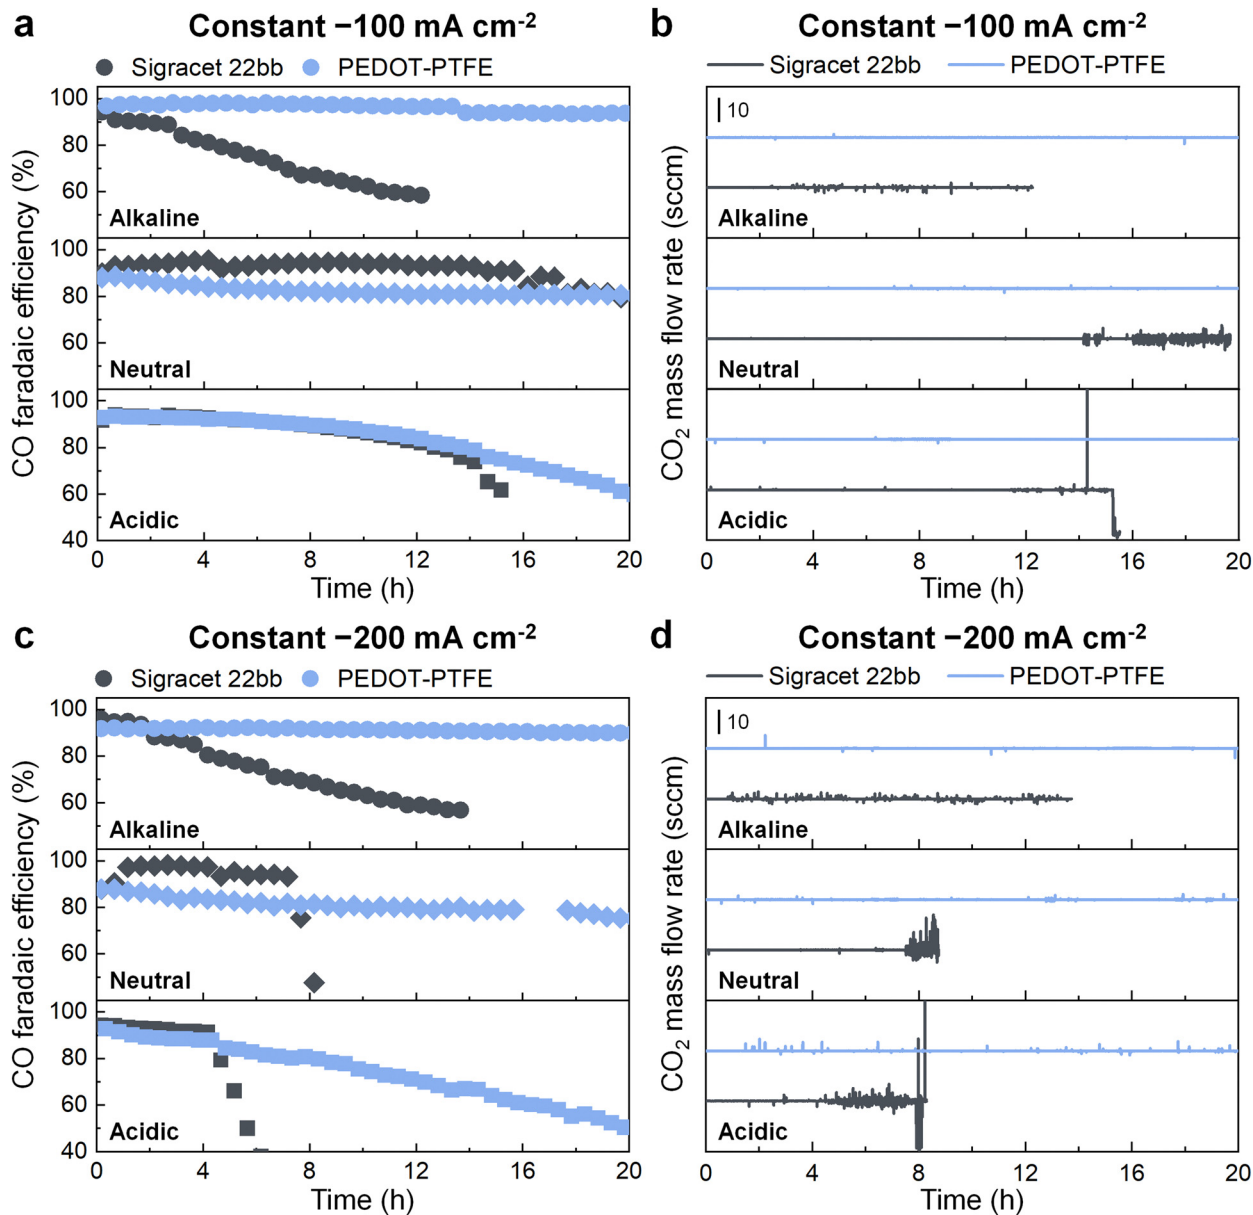 a Constant −100 mA cm-2
Sigracet 22bb PEDOT-PTFE
CO faradaic efficiency (%)
100
80
60
Alkaline
100
80
60
Neutral
100
80
60
40
Acidic
0 4 8 12 16 20
Time (h)
b Constant −100 mA cm-2
Sigracet 22bb PEDOT-PTFE
CO2 mass flow rate (sccm)
10
Alkaline
Neutral
Acidic
0 4 8 12 16 20
Time (h)
c Constant −200 mA cm-2
Sigracet 22bb PEDOT-PTFE
CO faradaic efficiency (%)
100
80
60
Alkaline
100
80
60
Neutral
100
80
60
40
Acidic
0 4 8 12 16 20
Time (h)
d Constant −200 mA cm-2
Sigracet 22bb PEDOT-PTFE
CO2 mass flow rate (sccm)
10
Alkaline
Neutral
Acidic
0 4 8 12 16 20
Time (h)